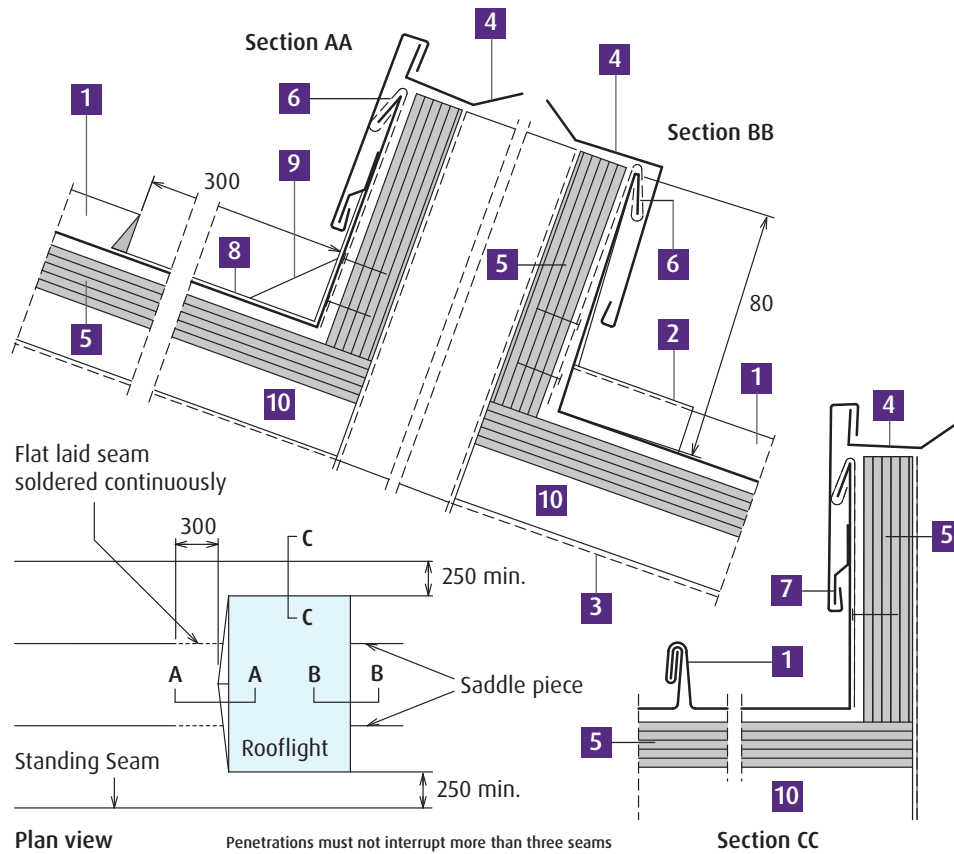 Section AA
4
4
6
Section BB
1
9
300
8
5
6
5
80
2
5
1
10
4
Flat laid seam
soldered continuously
10
300
C
5
250 min.
7
3
C
A
A
B
B
1
Saddle piece
Rooflight
5
Standing Seam
250 min.
10
Plan view
Penetrations must not interrupt more than three seams
Section CC